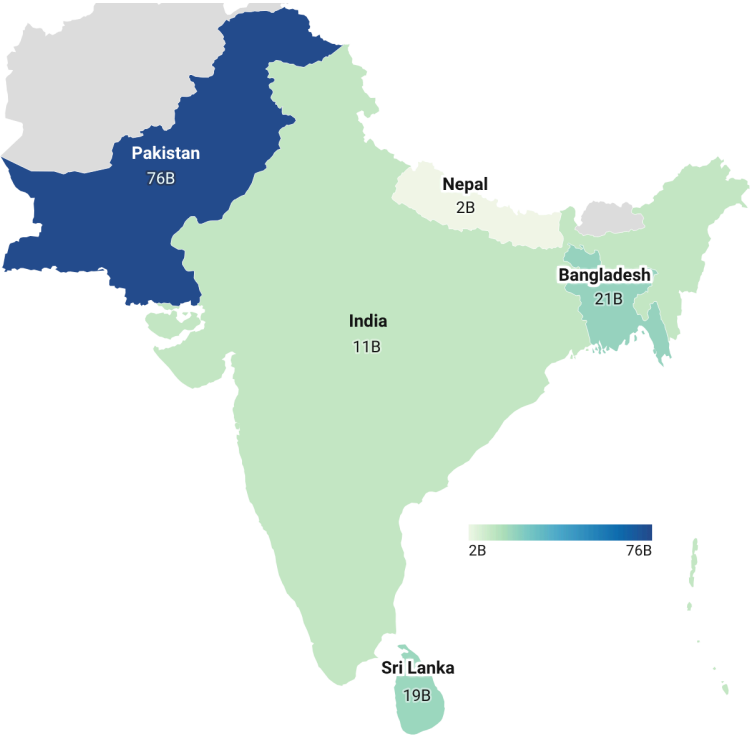 Pakistan
76B
Nepal
2B
Bangladesh
21B
India
11B
2B 76B
Sri Lanka
19B